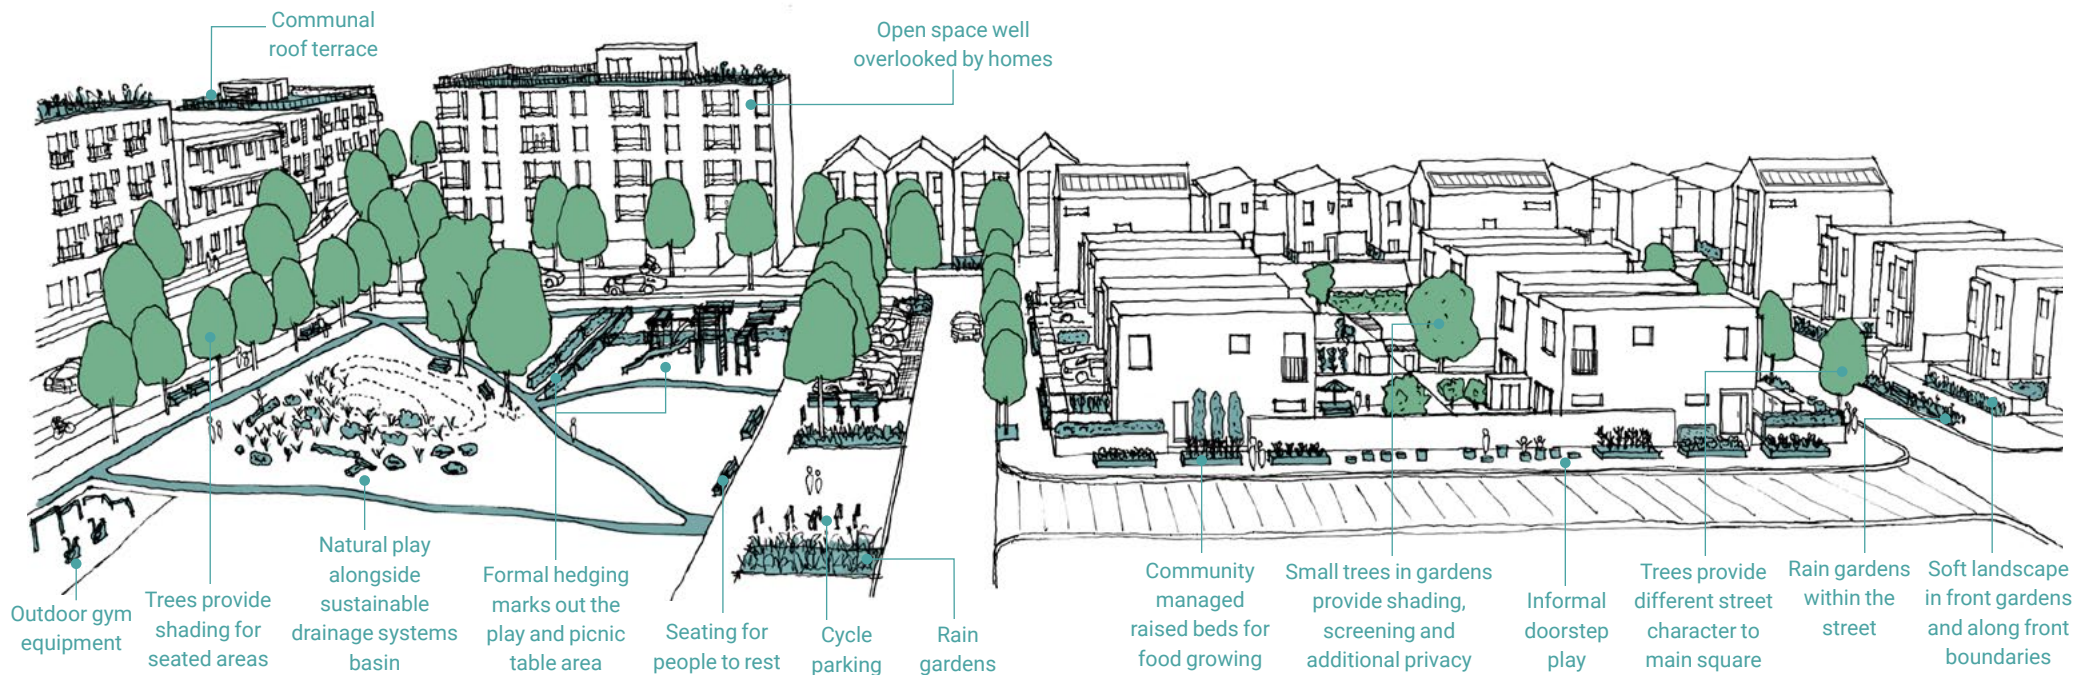 Communal
roof terrace
Open space well
overlooked by homes
Outdoor gym
equipment
Trees provide
shading for
seated areas
Natural play
alongside
sustainable
drainage systems
basin
Formal hedging
marks out the
play and picnic
table area
Seating for
people to rest
Cycle
parking
Rain
gardens
Community
managed
raised beds for
food growing
Small trees in gardens
provide shading,
screening and
additional privacy
Informal
doorstep
play
Trees provide
different street
character to
main square
Rain gardens
within the
street
Soft landscape
in front gardens
and along front
boundaries